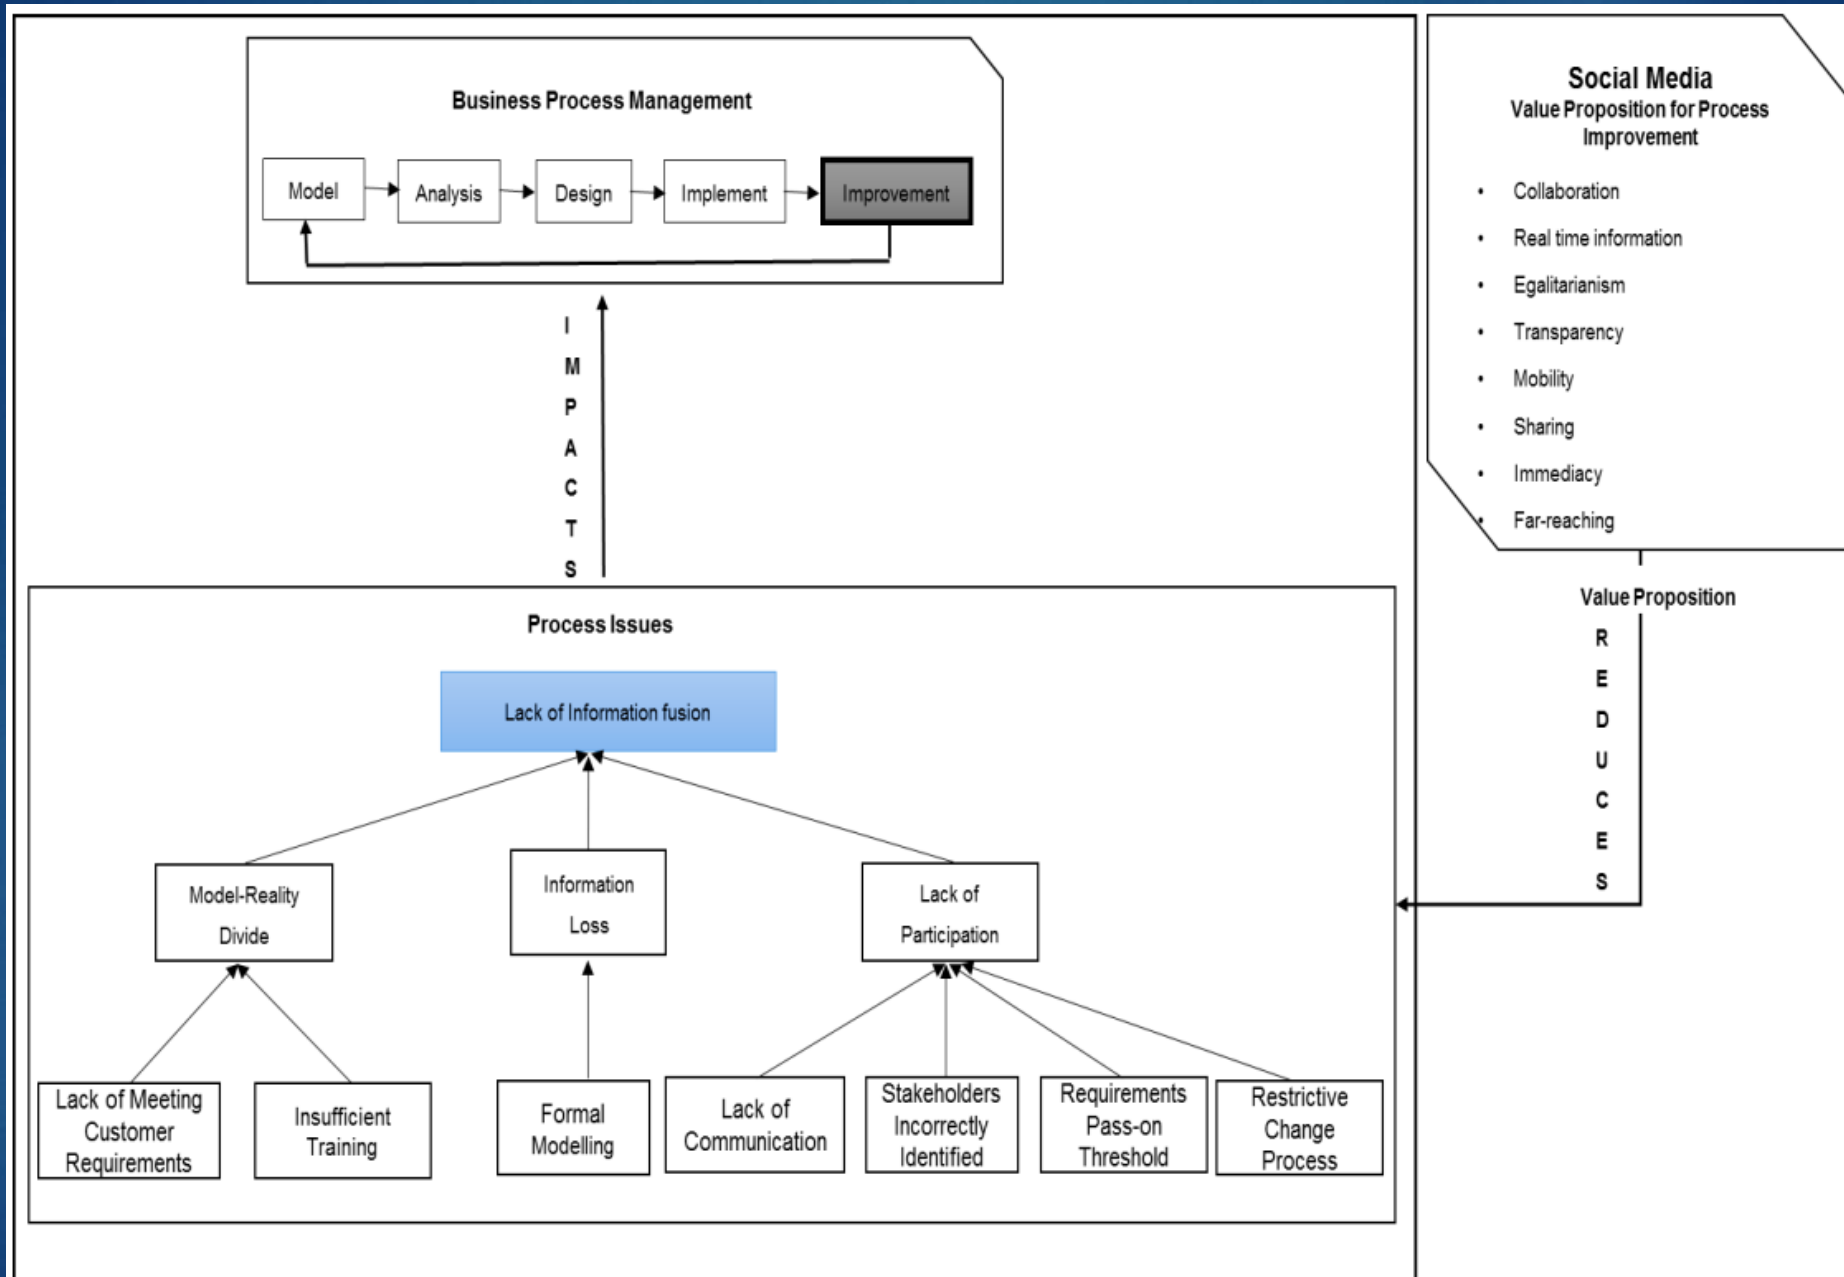 Business Process Management
Model
Analysis
Design
Implement
Improvement
IMPACTS
Process Issues
Lack of Information fusion
Model-Reality
Divide
Information
Loss
Lack of
Participation
Lack of Meeting
Customer
Requirements
Insufficient
Training
Formal
Modelling
Lack of
Communication
Stakeholders
Incorrectly
Identified
Requirements
Pass-on
Threshold
Restrictive
Change
Process
Social Media
Value Proposition for Process
Improvement
• Collaboration
• Real time information
• Egalitarianism
• Transparency
• Mobility
• Sharing
• Immediacy
• Far-reaching
Value Proposition
REDUCES